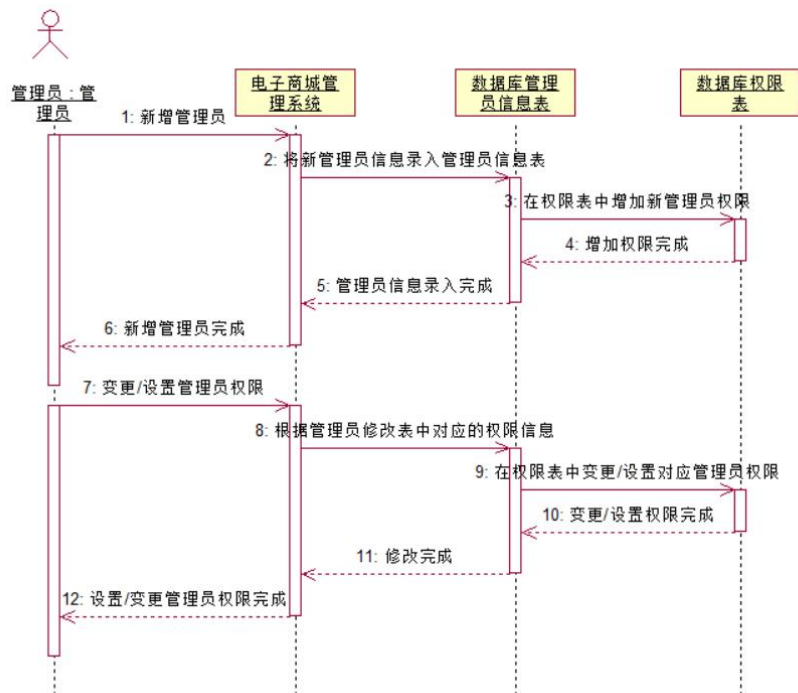 管理员 : 管
理员
电子商城管
理系统
数据库管理
员信息表
数据库权限
表
1: 新增管理员
2: 将新管理员信息录入管理员信息表
3: 在权限表中增加新管理员权限
4: 增加权限完成
5: 管理员信息录入完成
6: 新增管理员完成
7: 变更/设置管理员权限
8: 根据管理员修改表中对应的权限信息
9: 在权限表中变更/设置对应管理员权限
10: 变更/设置权限完成
11: 修改完成
12: 设置/变更管理员权限完成